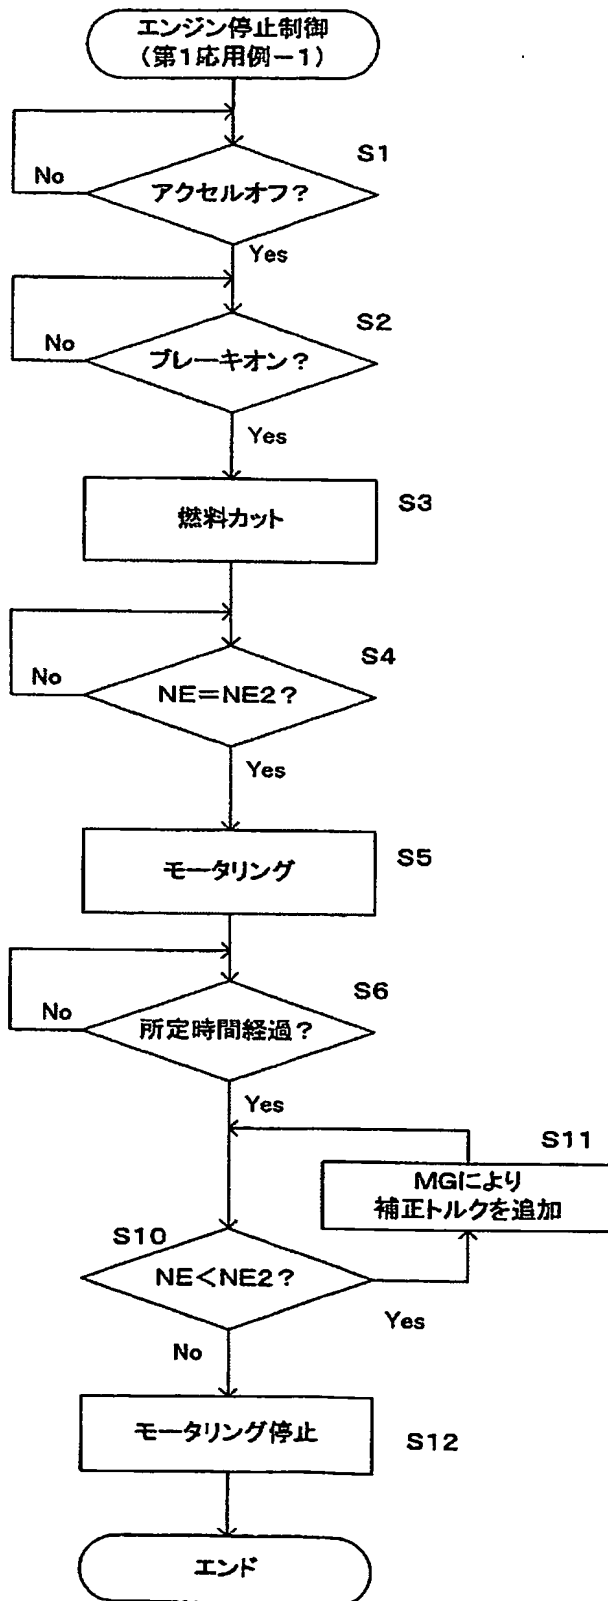 エンジン停止制御
(第1応用例－1)
S1
アクセルオフ？
No
Yes
S2
ブレーキオン？
No
Yes
S3
燃料カット
S4
NE＝NE2？
No
Yes
S5
モータリング
S6
所定時間経過？
No
Yes
S11
MGにより
補正トルクを追加
S10
NE＜NE2？
Yes
No
モータリング停止
S12
エンド